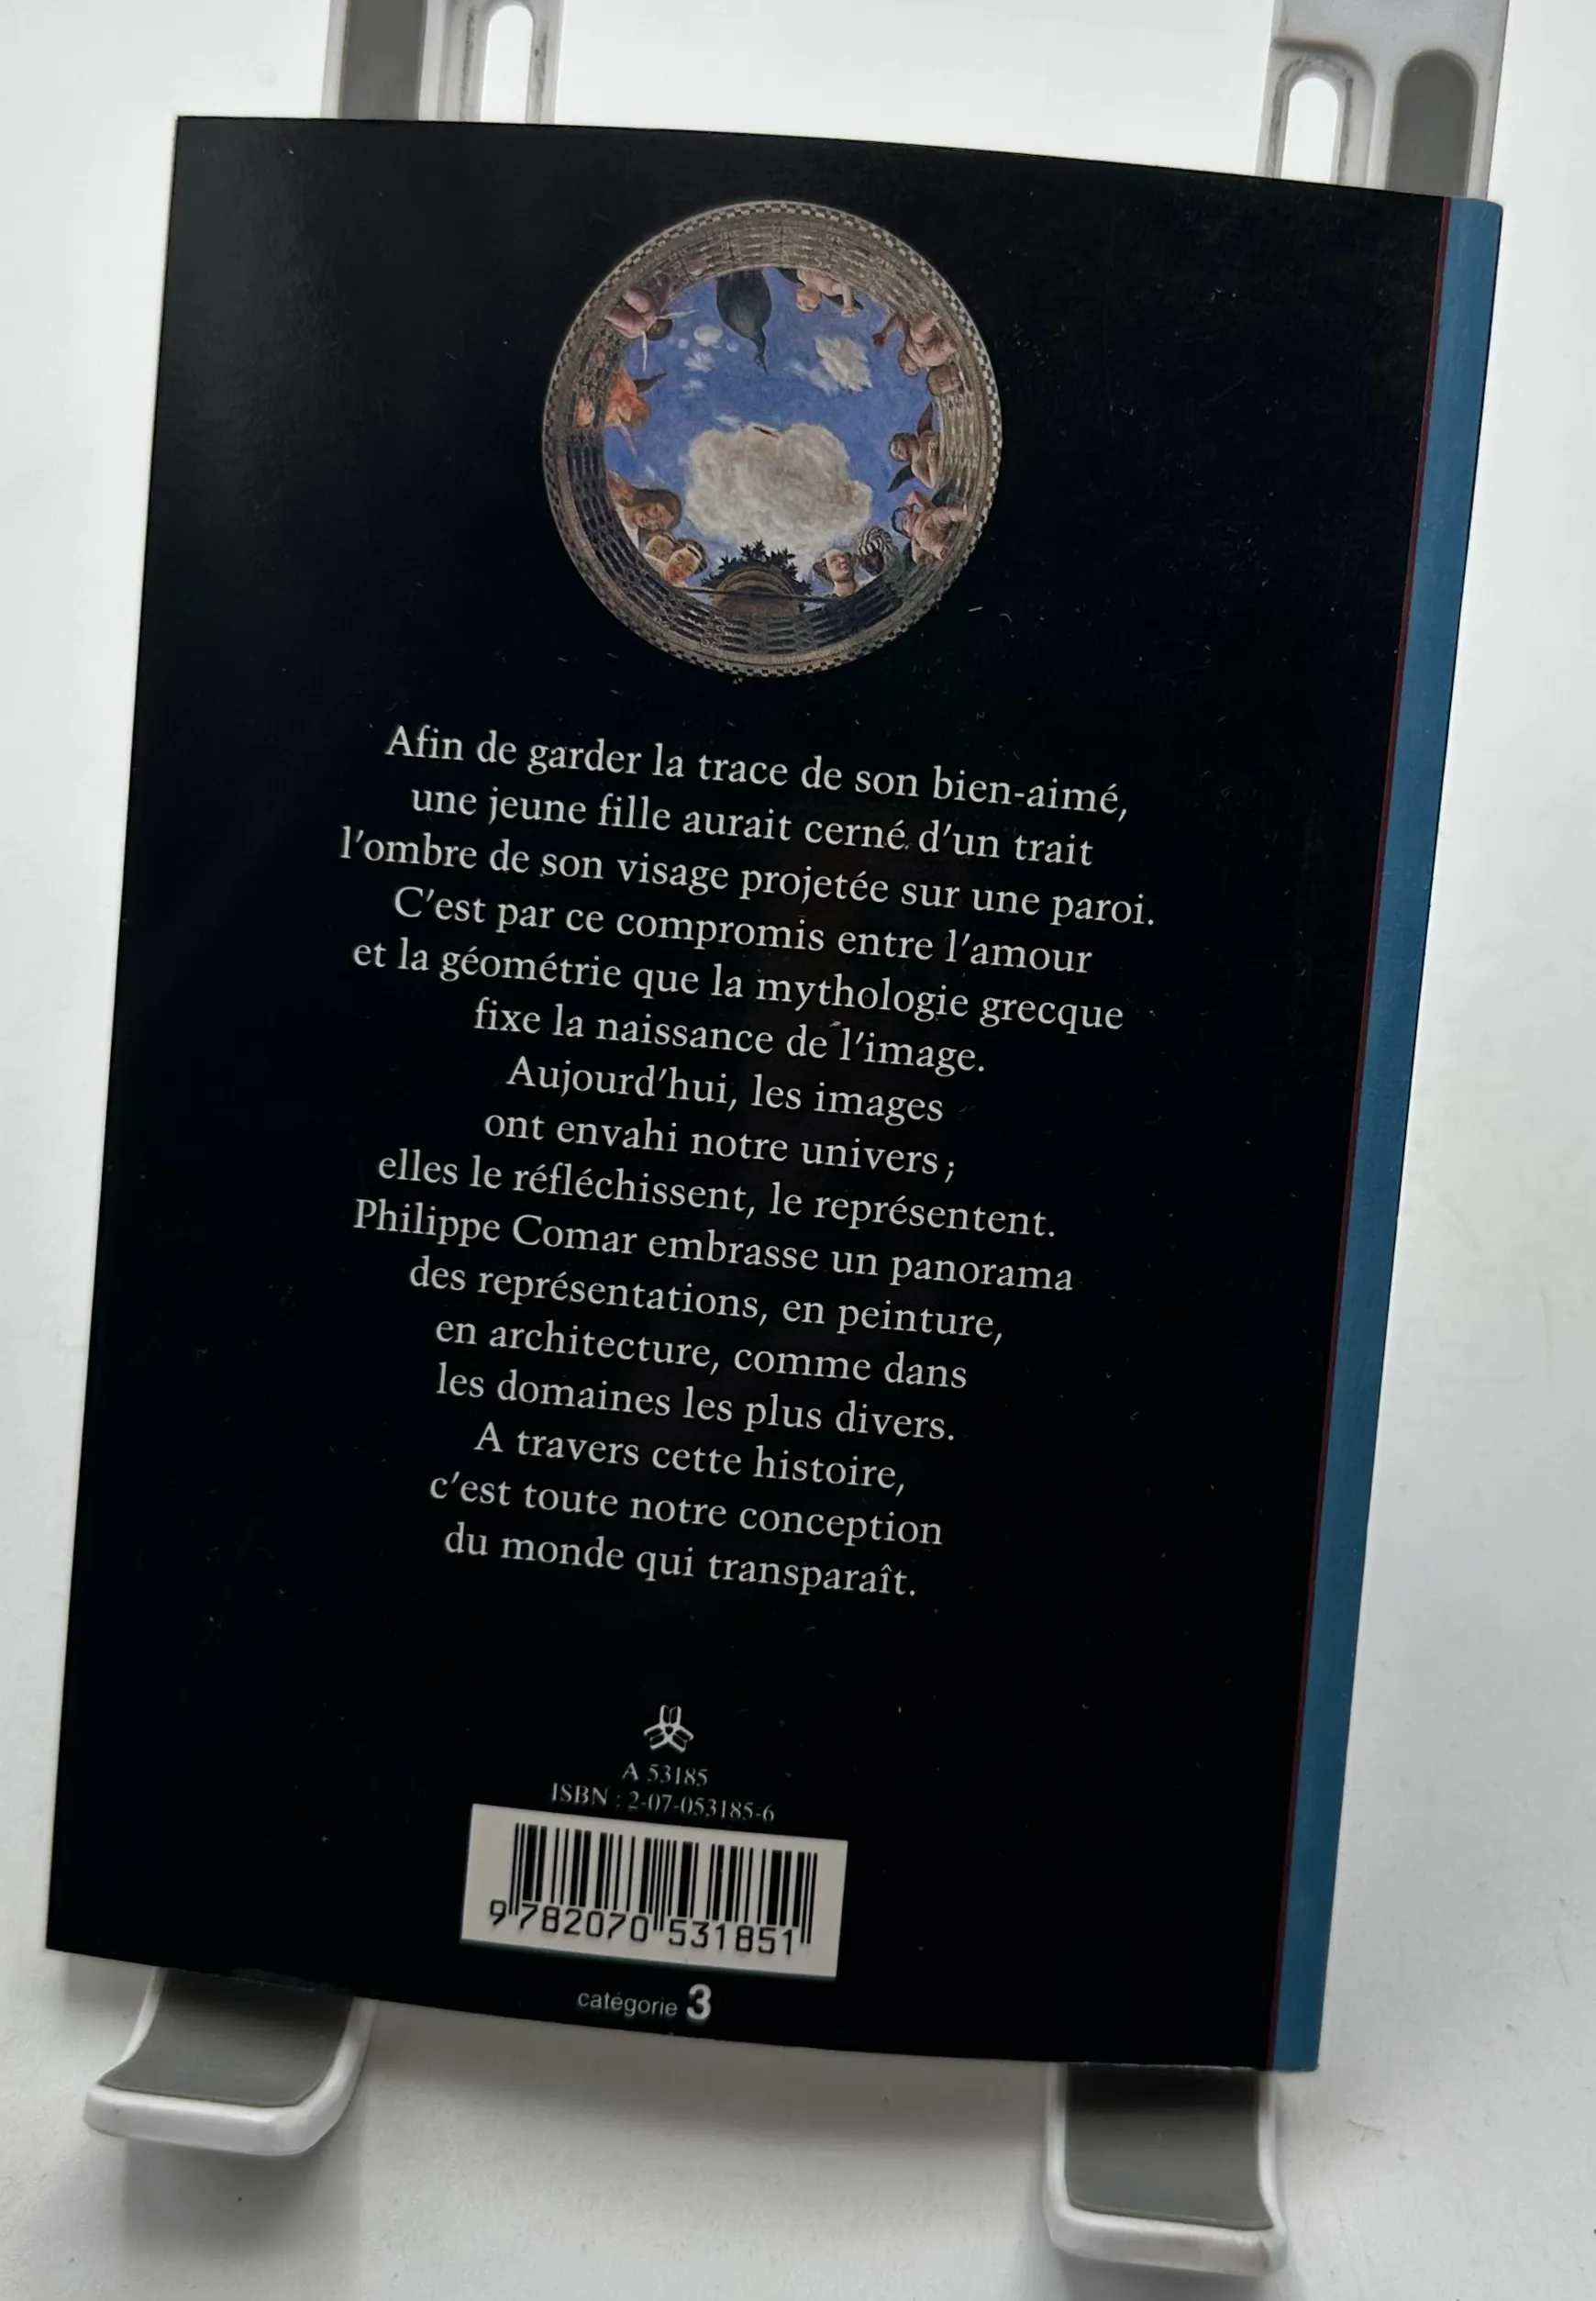 Afin de garder la trace de son bien-aimé,
une jeune fille aurait cerné d'un trait
l'ombre de son visage projetée sur une paroi.
C'est par ce compromis entre l'amour
et la géométrie que la mythologie grecque
fixe la naissance de l'image.
Aujourd'hui, les images
ont envahi notre univers ;
elles le réfléchissent, le représentent.
Philippe Comar embrasse un panorama
des représentations, en peinture,
en architecture, comme dans
les domaines les plus divers.
A travers cette histoire,
c'est toute notre conception
du monde qui transparaît.
A 53185
ISBN : 2-07-053185-6
9 782070 531851
catégorie 3